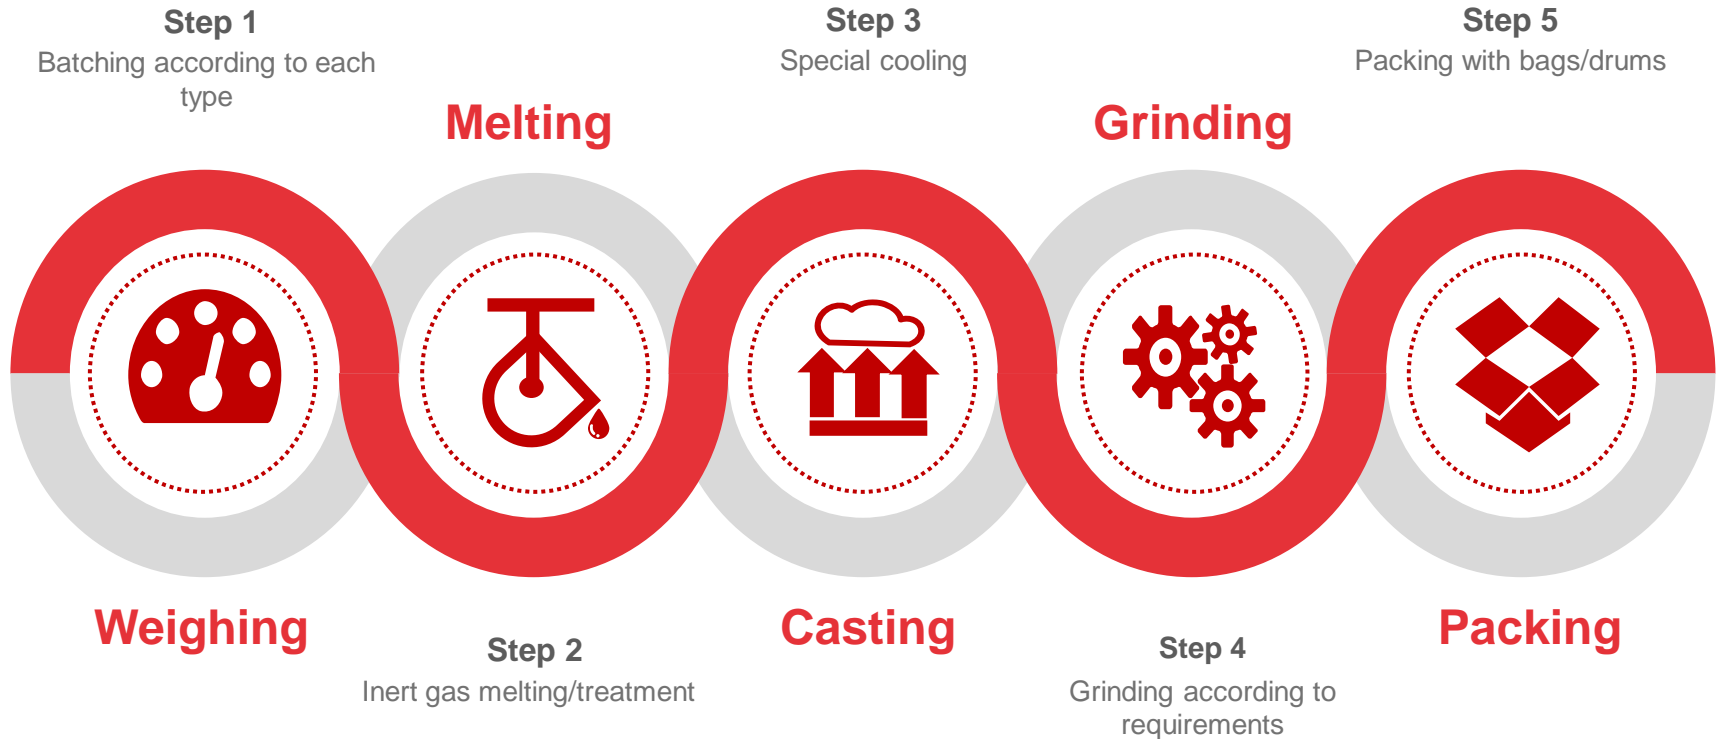 Step 1
Batching according to each
type
Weighing
Melting
Step 2
Inert gas melting/treatment
Step 3
Special cooling
Casting
Grinding
Step 4
Grinding according to
requirements
Step 5
Packing with bags/drums
Packing